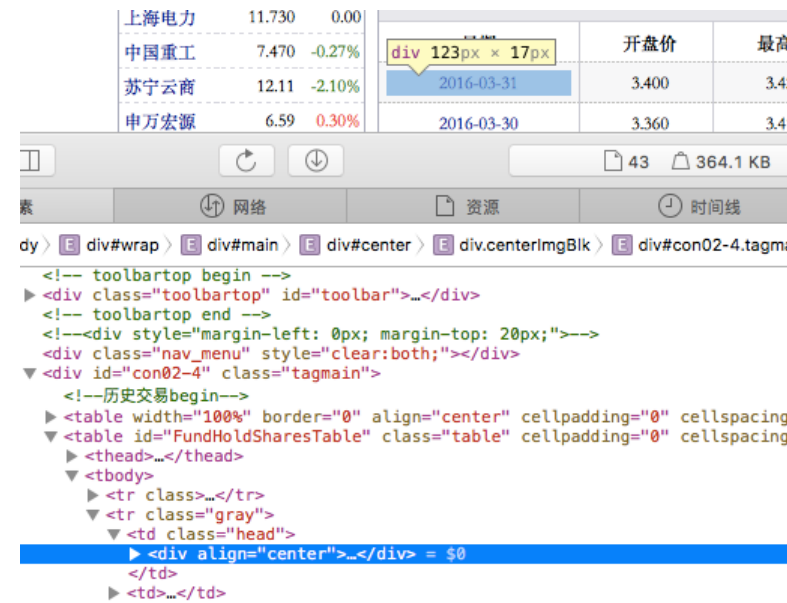 上海电力 11.730 0.00
中国重工 7.470 -0.27% 开盘价
div 123px × 17px
苏宁云商 12.11 -2.10% 2016-03-31 3.400
申万宏源 6.59 0.30% 2016-03-30 3.360
43 364.1 KB
素 网络 资源 时间线
dy E div#wrap E div#main E div#center E div.centerImgBlk E div#con02-4.tagma
<!-- toolbartop begin -->
<div class="toolbartop" id="toolbar">…</div>
<!-- toolbartop end -->
<!--<div style="margin-left: 0px; margin-top: 20px;">-->
<div class="nav_menu" style="clear:both;"></div>
<div id="con02-4" class="tagmain">
<!--历史交易begin-->
<table width="100%" border="0" align="center" cellpadding="0" cellspacing
<table id="FundHoldSharesTable" class="table" cellpadding="0" cellspacing
<thead>…</thead>
<tbody>
<tr class>…</tr>
<tr class="gray">
<td class="head">
<div align="center">…</div> = $0
</td>
<td>…</td>